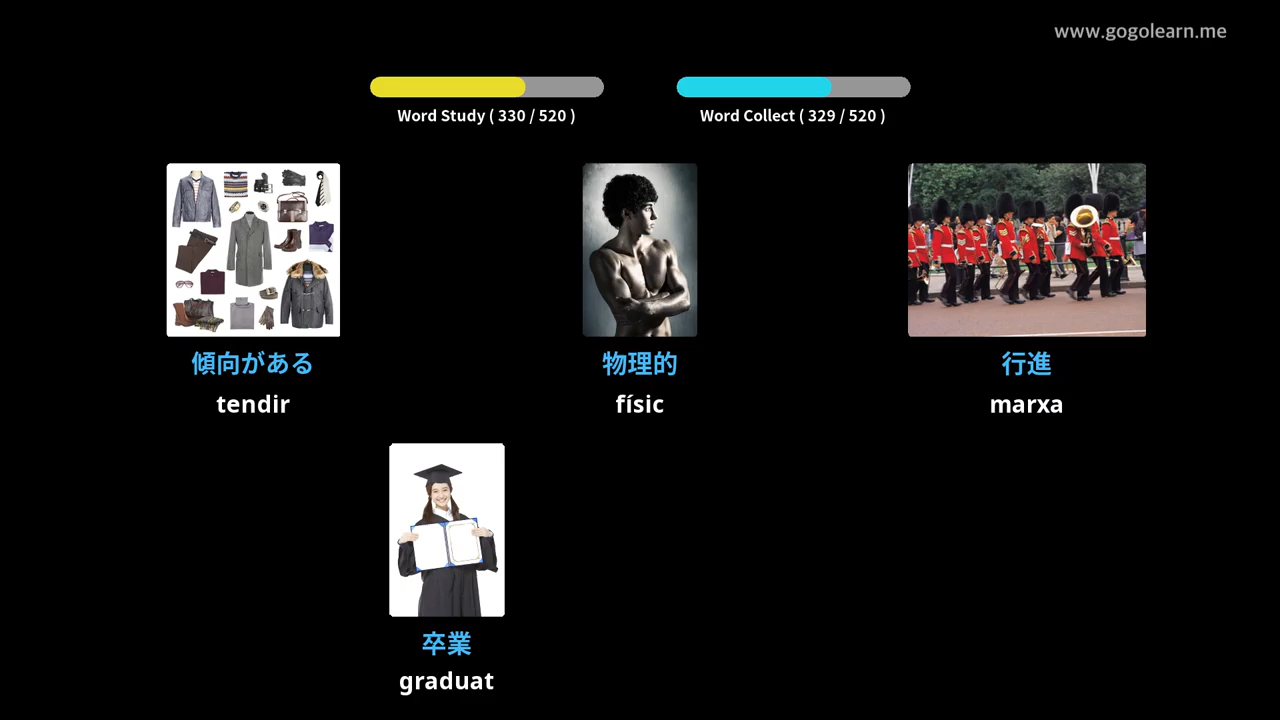 www.gogolearn.me
Word Study ( 330 / 520 )
Word Collect ( 329 / 520 )
傾向がある
tendir
物理的
físic
行進
marxa
卒業
graduat